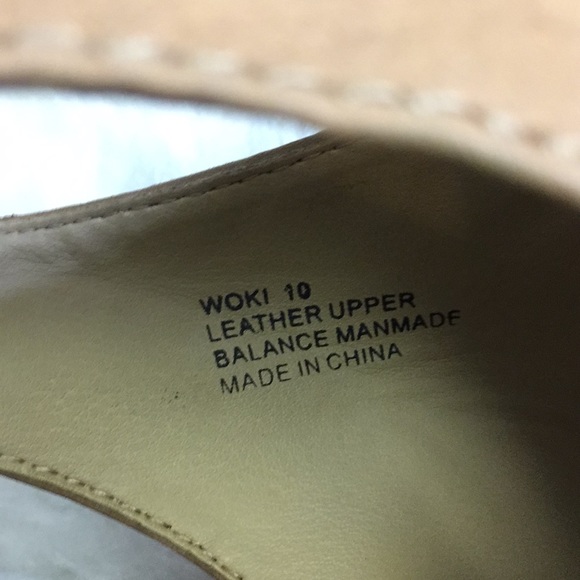 WOKI 10
LEATHER UPPER
BALANCE MANMADE
MADE IN CHINA